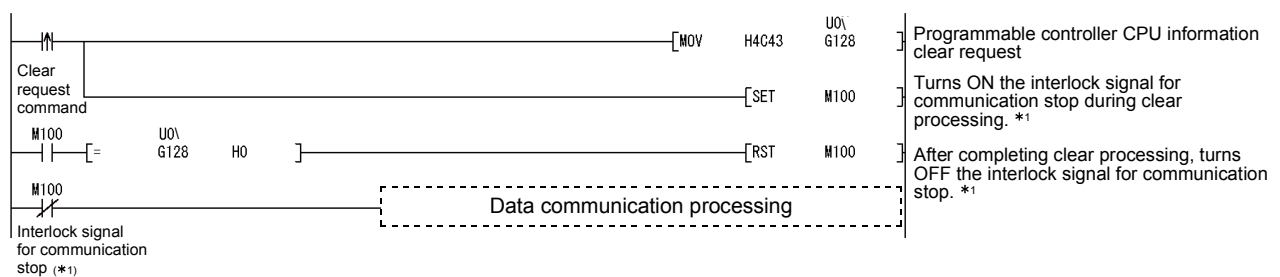 U0\
[MOV H4C43 G128 ]
Programmable controller CPU information
clear request
Clear
request
command
[SET M100 ]
Turns ON the interlock signal for
communication stop during clear
processing. *1
M100 U0\
[= G128 H0 ]
[RST M100 ]
After completing clear processing, turns
OFF the interlock signal for communication
stop. *1
M100
Data communication processing
Interlock signal
for communication
stop (*1)